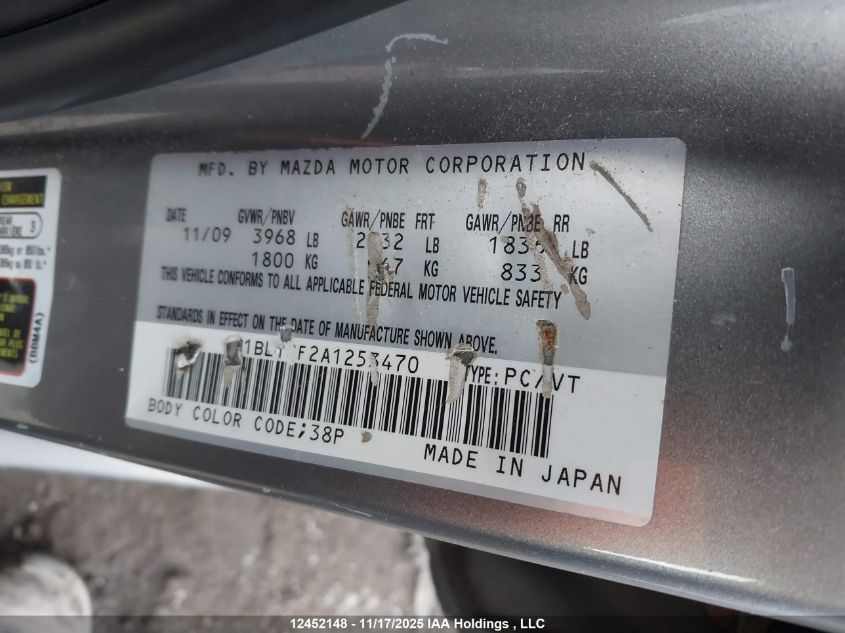 MFD. BY MAZDA MOTOR CORPORATION
DATE GVWR/PNBV GAWR/PNBE FRT GAWR/PNBE RR
11/09 3968 LB LB LB
1800 KG KG 833 KG
THIS VEHICLE CONFORMS TO ALL APPLICABLE FEDERAL MOTOR VEHICLE SAFETY
STANDARDS IN EFFECT ON THE DATE OF MANUFACTURE SHOWN ABOVE.
TYPE: PC/VT
BODY COLOR CODE;38P
MADE IN JAPAN
(BBM4A)
12452148 - 11/17/2025 IAA Holdings , LLC